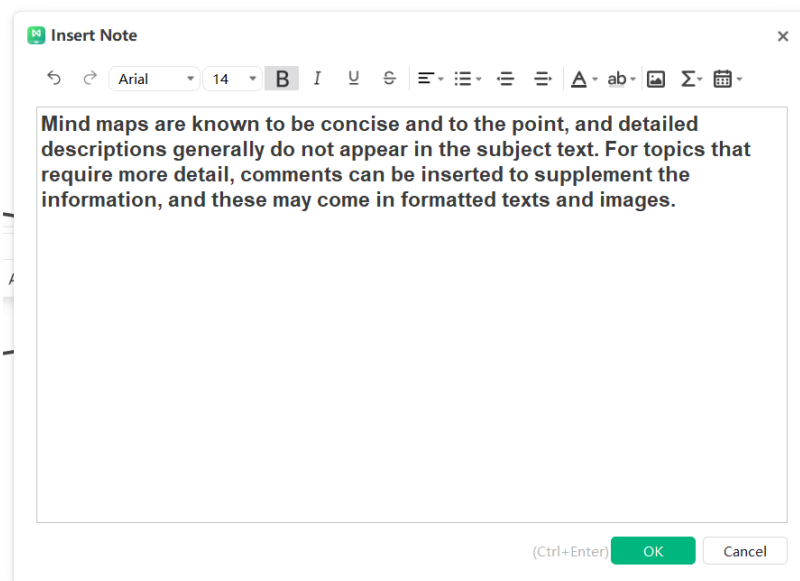 Insert Note
Arial 14 B I U S A ab Σ
Mind maps are known to be concise and to the point, and detailed
descriptions generally do not appear in the subject text. For topics that
require more detail, comments can be inserted to supplement the
information, and these may come in formatted texts and images.
(Ctrl+Enter) OK Cancel